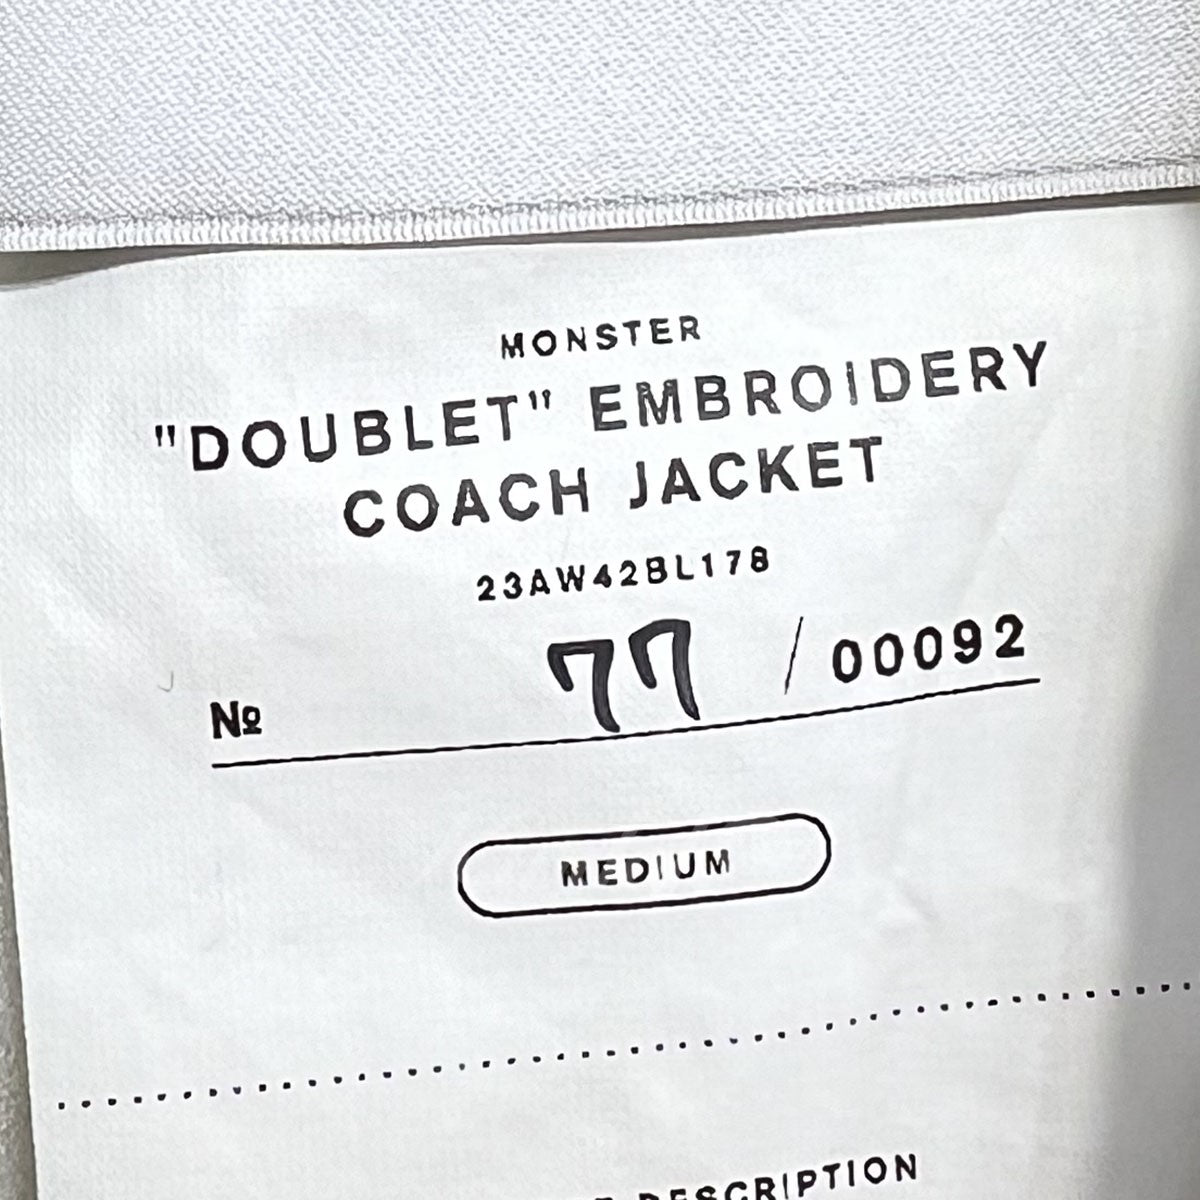 MONSTER
"DOUBLET" EMBROIDERY
COACH JACKET
23AW42BL178
№ 77 / 00092
MEDIUM
DESCRIPTION